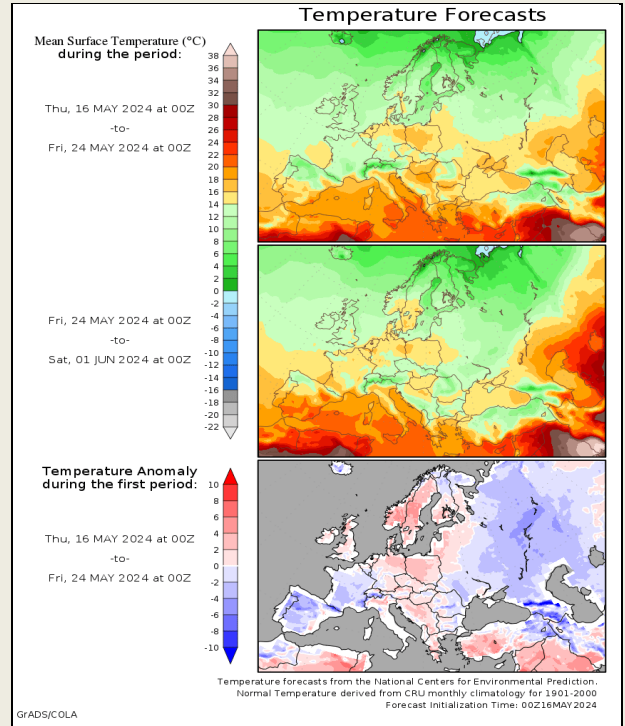 Temperature Forecasts
Mean Surface Temperature (°C)
during the period:
Thu, 16 MAY 2024 at 00Z
-to-
Fri, 24 MAY 2024 at 00Z
38
36
34
32
30
28
26
24
22
20
18
16
14
12
10
8
6
4
2
0
-2
-4
-6
-8
-10
-12
-14
-16
-18
-20
-22
Fri, 24 MAY 2024 at 00Z
-to-
Sat, 01 JUN 2024 at 00Z
Temperature Anomaly
during the first period:
Thu, 16 MAY 2024 at 00Z
-to-
Fri, 24 MAY 2024 at 00Z
10
8
6
4
2
0
-2
-4
-6
-8
-10
Temperature forecasts from the National Centers for Environmental Prediction.
Normal Temperature derived from CRU monthly climatology for 1901-2000
Forecast Initialization Time: 00Z16MAY2024
GrADS/COLA